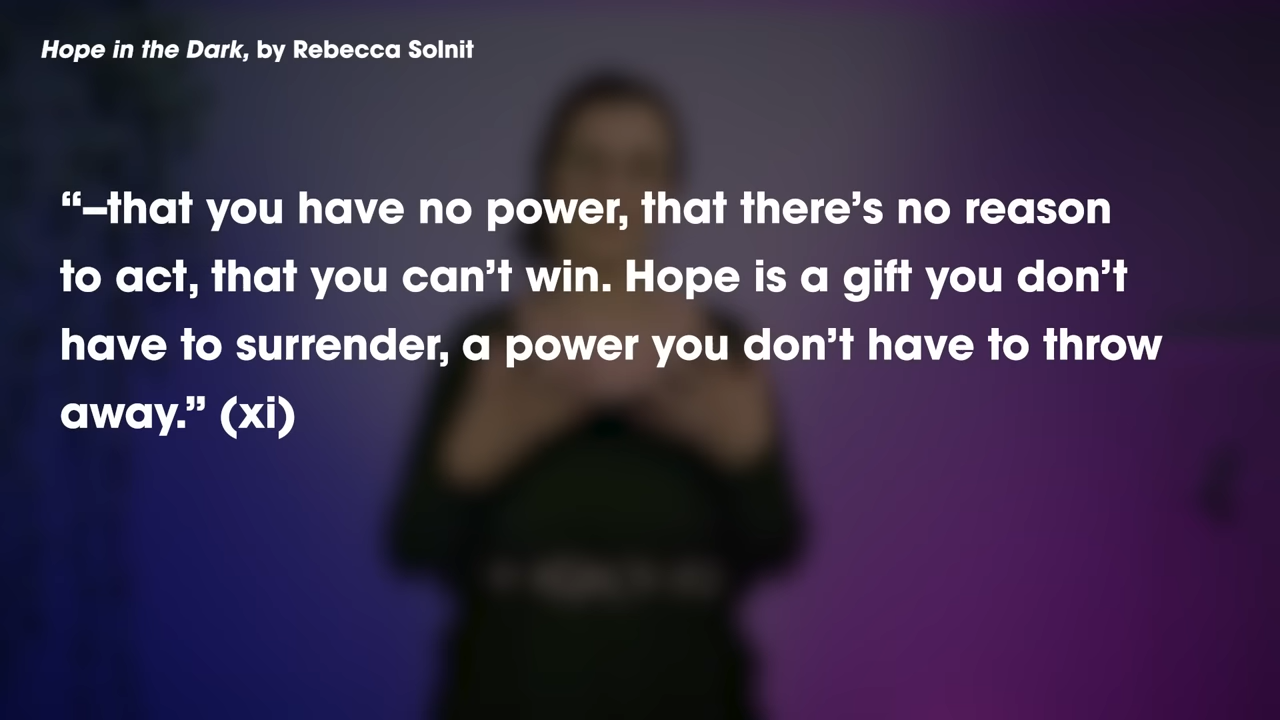 Hope in the Dark, by Rebecca Solnit
“–that you have no power, that there’s no reason
to act, that you can’t win. Hope is a gift you don’t
have to surrender, a power you don’t have to throw
away.” (xi)